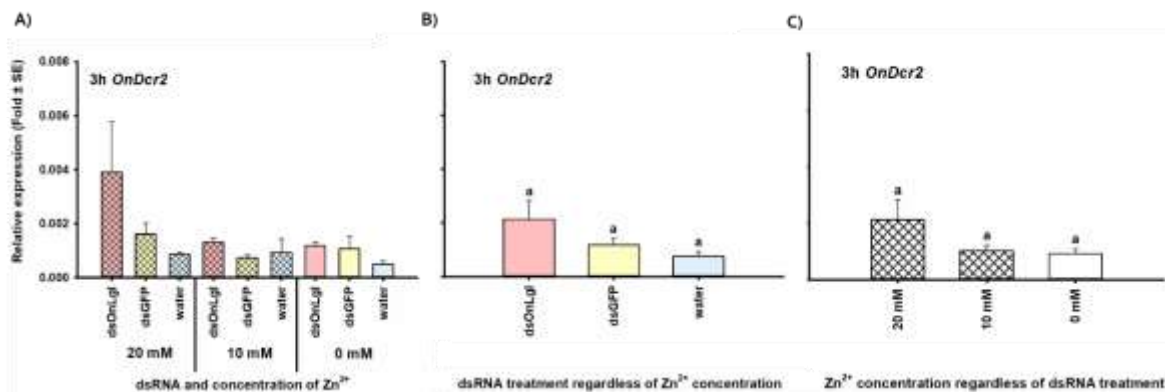 A)
B)
C)
Relative expression (Fold ± SE)
0.008
0.006
0.004
0.002
0.000
3h OnDcr2
dsOnLgl
dsGFP
water
dsOnLgl
dsGFP
water
dsOnLgl
dsGFP
water
20 mM
10 mM
0 mM
dsRNA and concentration of Zn²⁺
3h OnDcr2
a
a
a
dsOnLgl
dsGFP
water
dsRNA treatment regardless of Zn²⁺ concentration
3h OnDcr2
a
a
a
20 mM
10 mM
0 mM
Zn²⁺ concentration regardless of dsRNA treatment